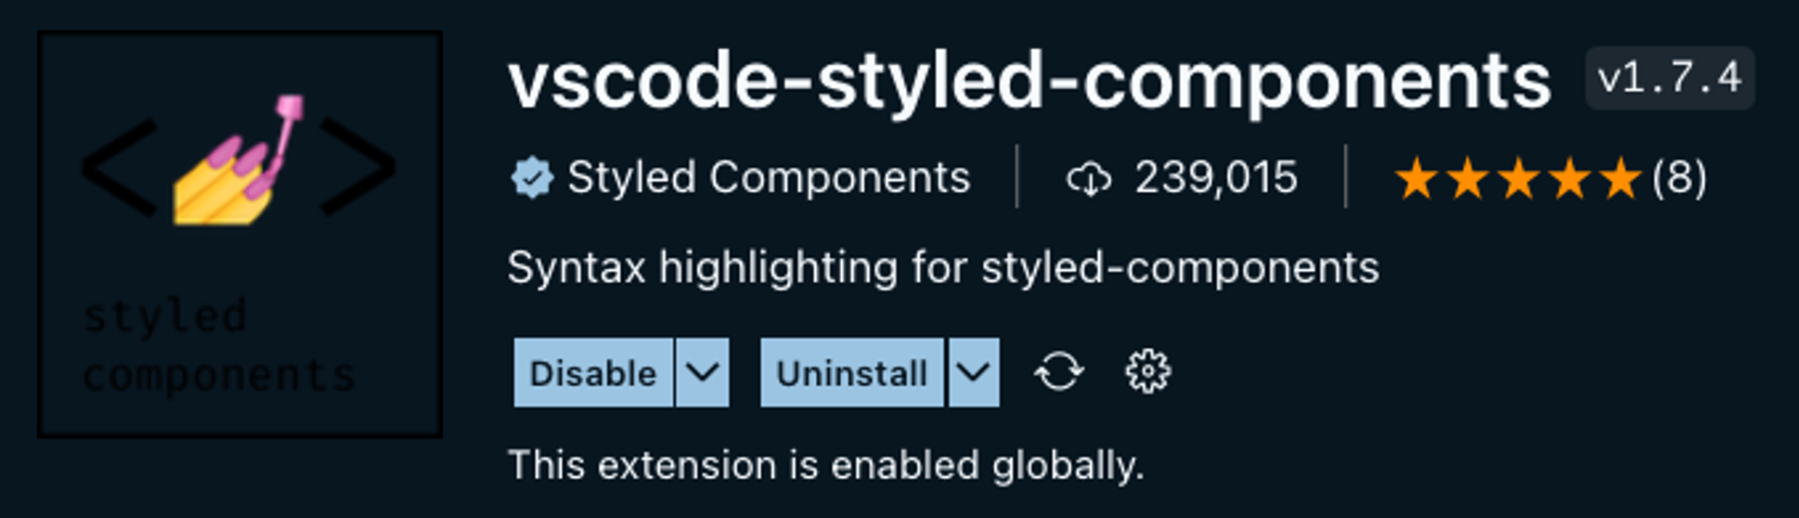 vscode-styled-components v1.7.4
Styled Components | 239,015 | ★★★★★(8)
Syntax highlighting for styled-components
Disable Uninstall
This extension is enabled globally.
styled
components